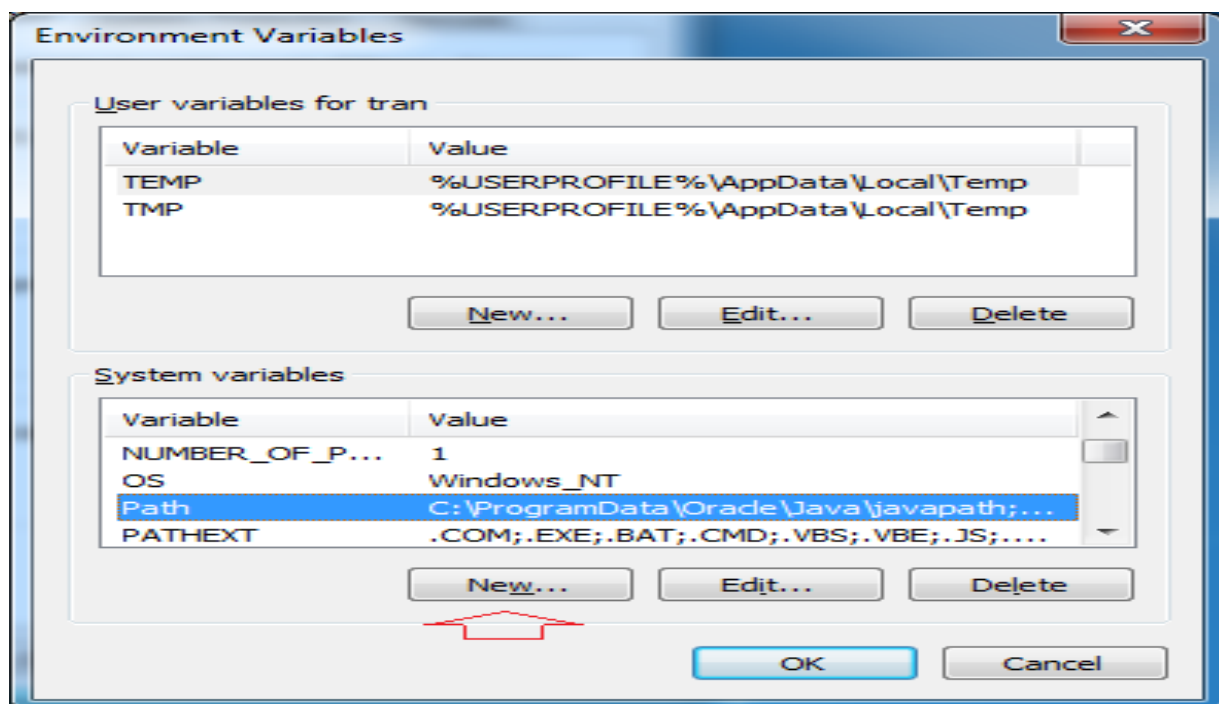 Environment Variables
User variables for tran
Variable Value
TEMP %USERPROFILE%\AppData\Local\Temp
TMP %USERPROFILE%\AppData\Local\Temp
New... Edit... Delete
System variables
Variable Value
NUMBER_OF_P... 1
OS Windows_NT
Path C:\ProgramData\Oracle\Java\javapath;...
PATHEXT .COM;.EXE;.BAT;.CMD;.VBS;.VBE;.JS;....
New... Edit... Delete
OK Cancel